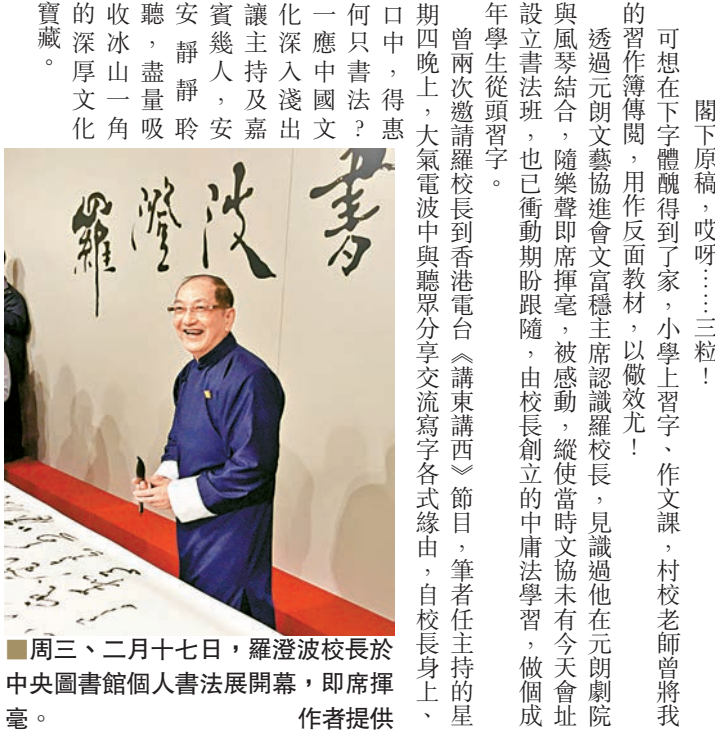 閣下原稿，哎呀……三粒！
可想在下字體醜得到了家，小學上習字、作文課，村校老師曾將我
的習作簿傳閱，用作反面教材，以儆效尤！
透過元朗文藝協進會文富穩主席認識羅校長，見識過他在元朗劇院
與風琴結合，隨樂聲即席揮毫，被感動，縱使當時文協未有今天會址
設立書法班，也已衝動期盼跟隨，由校長創立的中庸法學習，做個成
年學生從頭習字。
曾兩次邀請羅校長到香港電台《講東講西》節目，筆者任主持的星
期四晚上，大氣電波中與聽眾分享交流寫字各式緣由，自校長身上、
口中，得惠
何只書法？
一應中國文
化深入淺出
讓主持及嘉
賓幾人，安
安靜靜聆
聽，盡量吸
收冰山一角
的深厚文化
寶藏。
書波澄羅
■周三、二月十七日，羅澄波校長於
中央圖書館個人書法展開幕，即席揮
毫。 作者提供